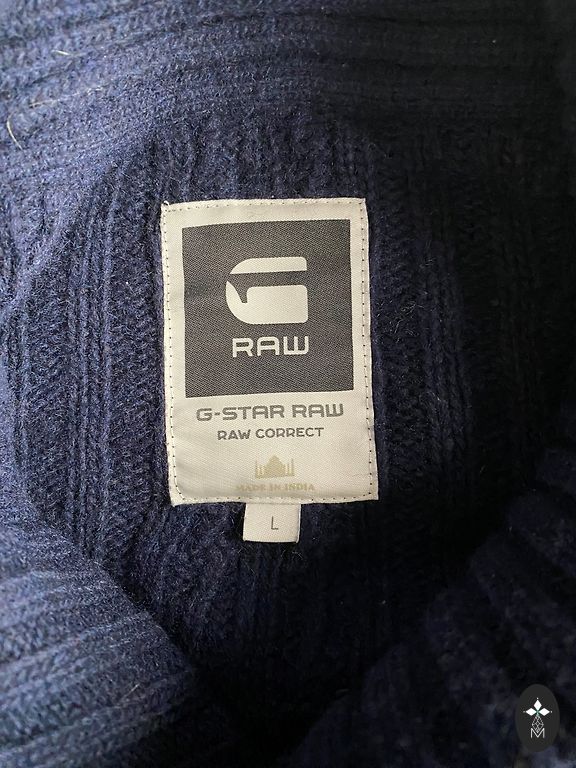 G
RAW
G-STAR RAW
RAW CORRECT
MADE IN INDIA
L
M